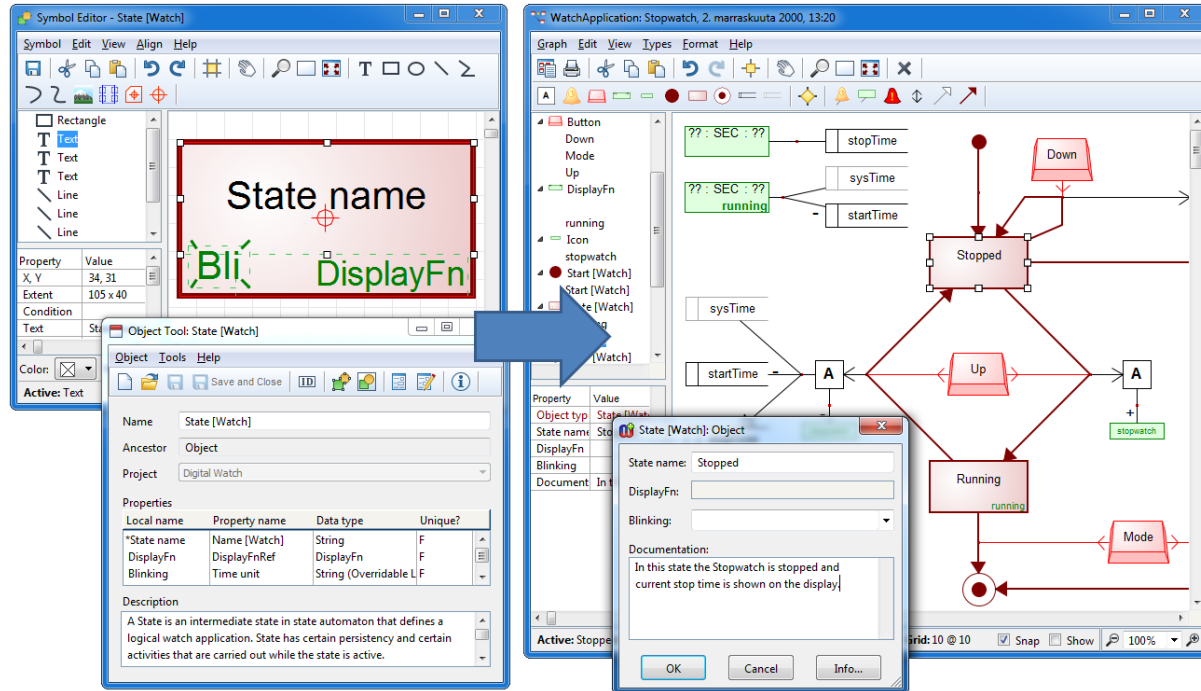 Symbol Editor - State [Watch]
Symbol Edit View Align Help
T
Rectangle
T Text
T Text
T Text
Line
Line
Line
Property Value
X, Y 34, 31
Extent 105 x 40
Condition
Text Sta
Color:
Active: Text
State name
Bli
DisplayFn
Object Tool: State [Watch]
Object Tools Help
Save and Close ID
Name State [Watch]
Ancestor Object
Project Digital Watch
Properties
Local name Property name Data type Unique?
*State name Name [Watch] String F
DisplayFn DisplayFnRef DisplayFn F
Blinking Time unit String (Overridable L F
Description
A State is an intermediate state in state automaton that defines a
logical watch application. State has certain persistency and certain
activities that are carried out while the state is active.
WatchApplication: Stopwatch, 2. marraskuuta 2000, 13:20
Graph Edit View Types Format Help
A
Button
Down
Mode
Up
DisplayFn
running
Icon
stopwatch
Start [Watch]
Start [Watch]
[Watch]
[Watch]
Property Value
Object typ State [Wat
State name Sto
DisplayFn
Blinking
Document In t
Active: Stoppe
?? : SEC : ??
stopTime
?? : SEC : ??
running
sysTime
- startTime
Down
Stopped
sysTime
startTime -
A
Up
A
+
stopwatch
Running
running
Mode
Grid: 10 @ 10 Snap Show 100%
State [Watch]: Object
State name: Stopped
DisplayFn:
Blinking:
Documentation:
In this state the Stopwatch is stopped and
current stop time is shown on the display.
OK Cancel Info...